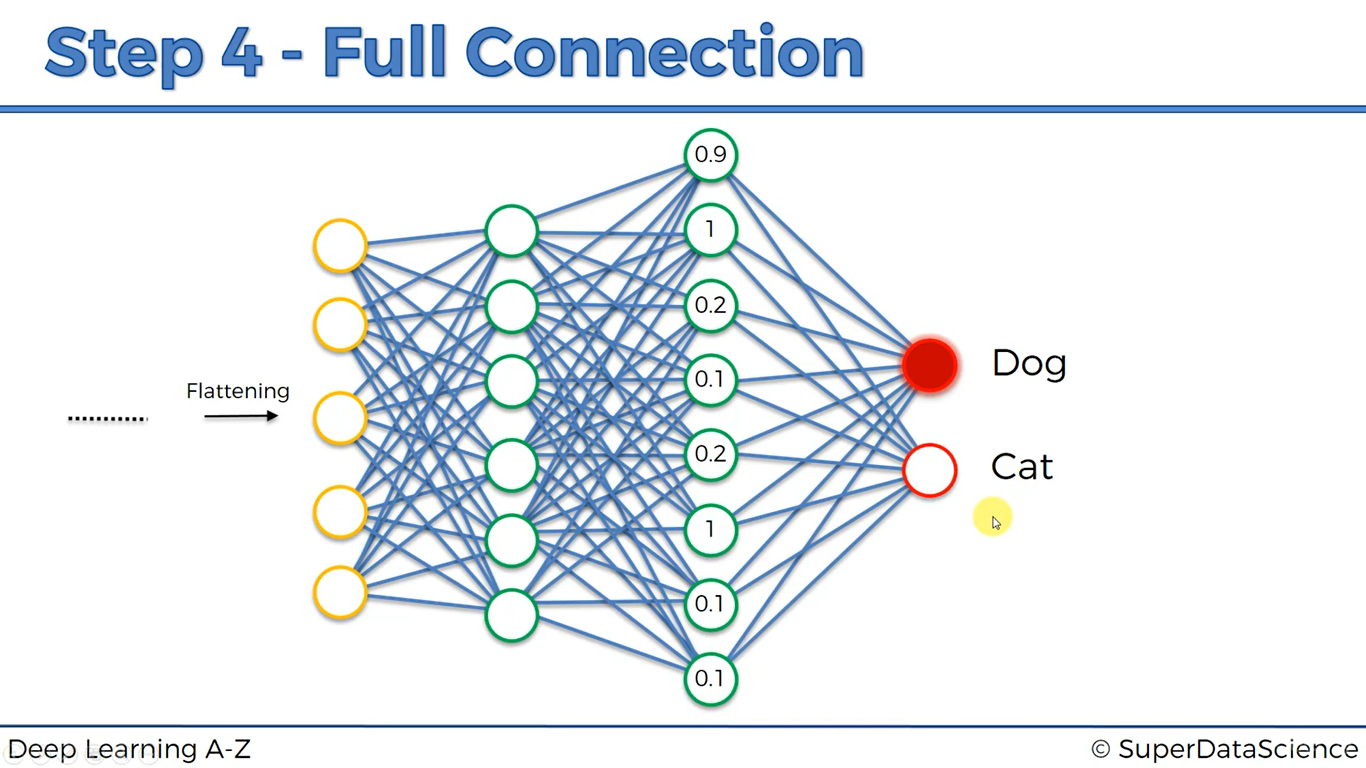 Step 4 - Full Connection
0.9
1
0.2
Dog
0.1
Flattening
0.2
Cat
1
0.1
0.1
Deep Learning A-Z
© SuperDataScience